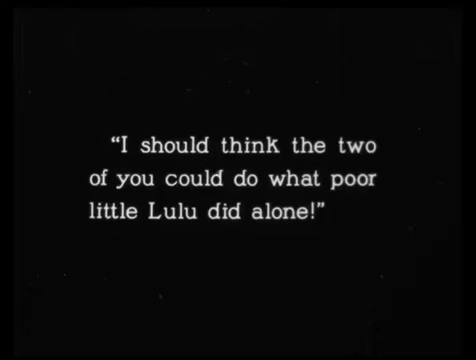 “I should think the two
of you could do what poor
little Lulu did alone!”